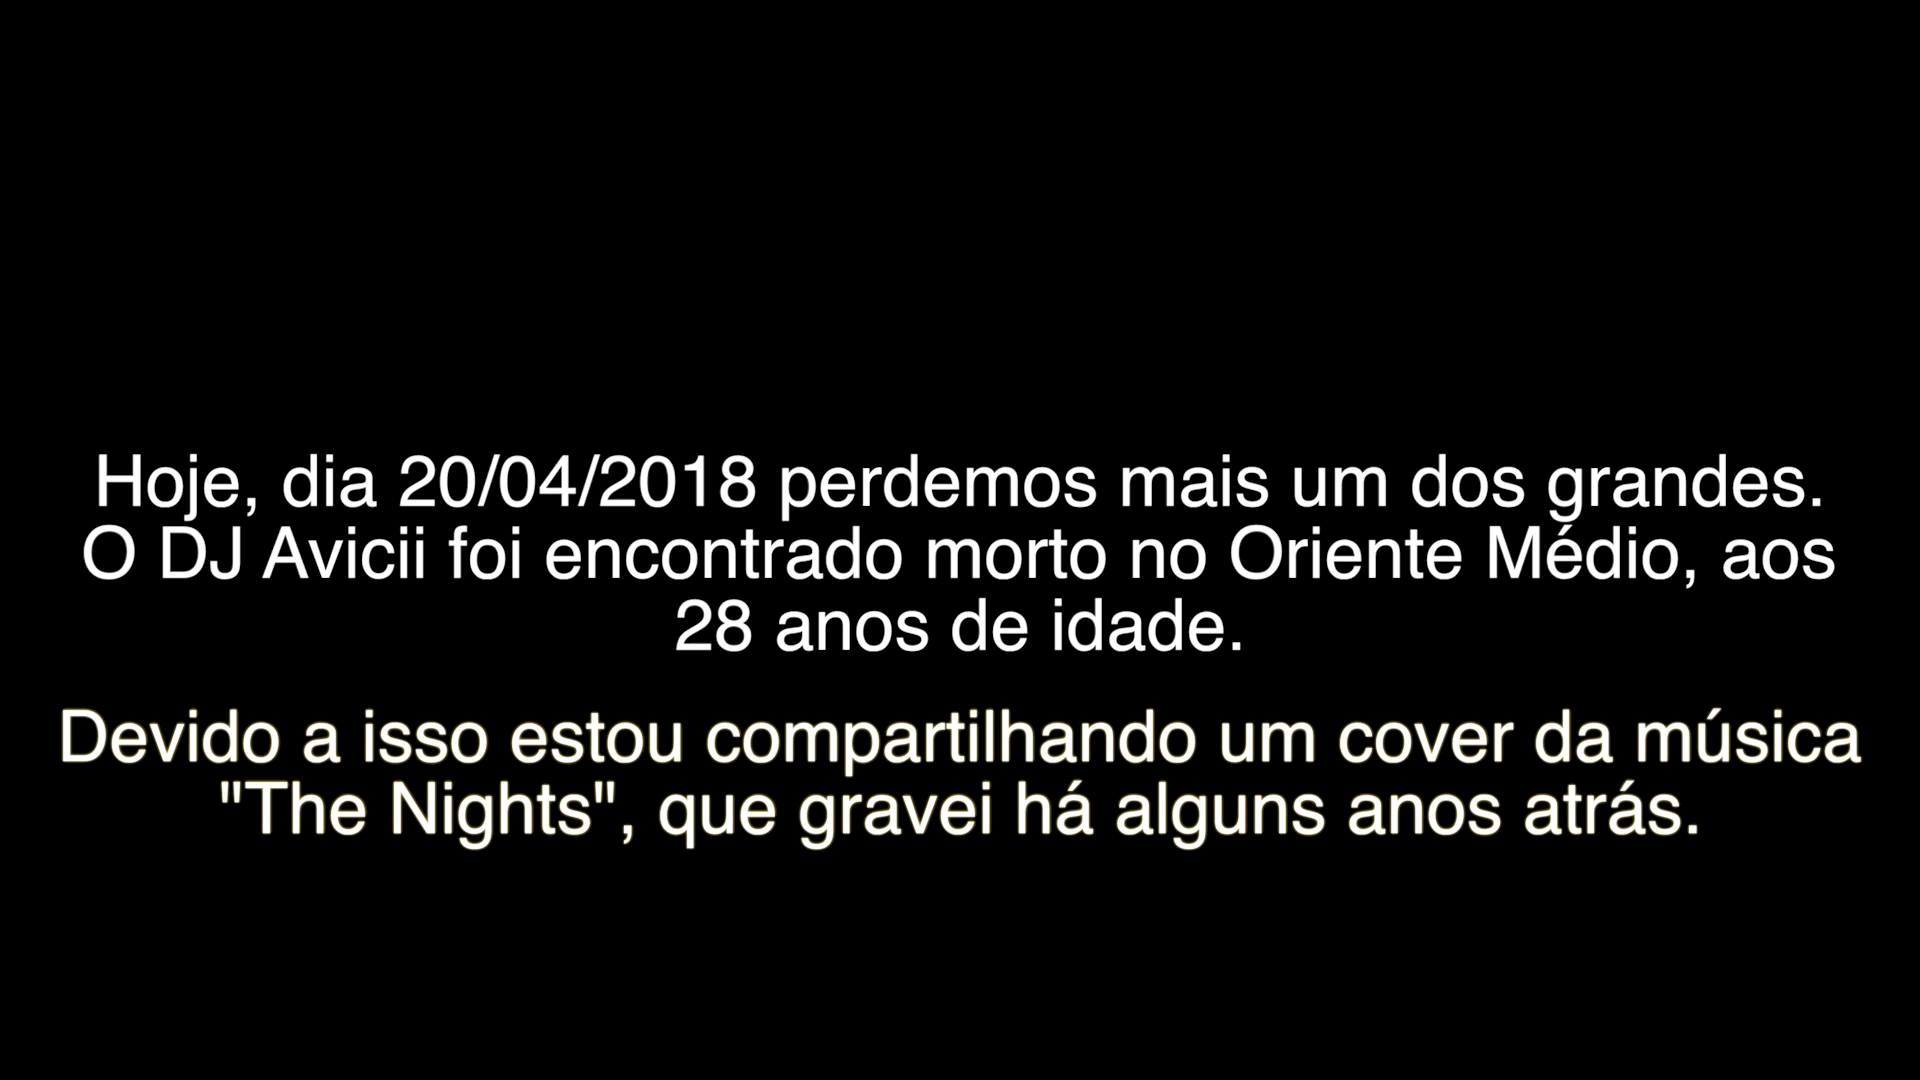 Hoje, dia 20/04/2018 perdemos mais um dos grandes.
O DJ Avicii foi encontrado morto no Oriente Médio, aos
28 anos de idade.
Devido a isso estou compartilhando um cover da música
"The Nights", que gravei há alguns anos atrás.